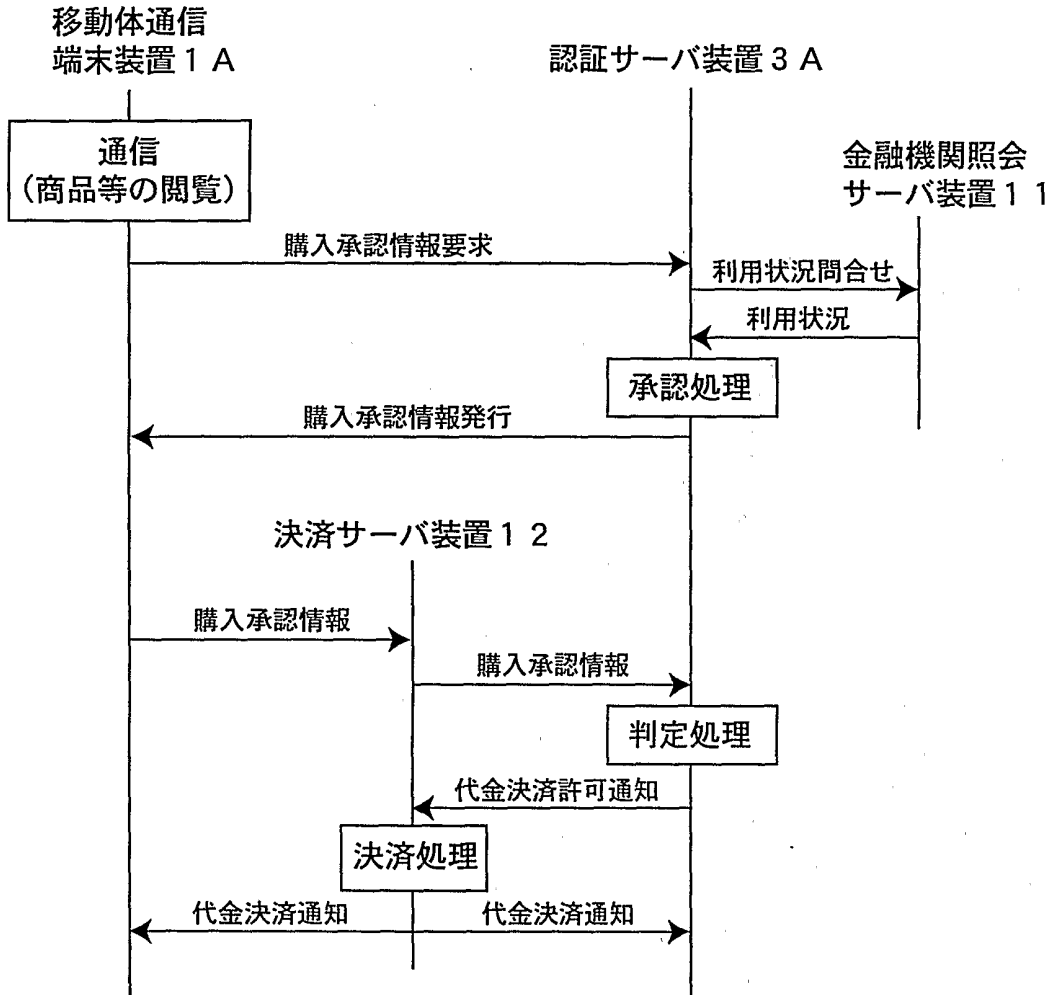 移動体通信
端末装置１Ａ
認証サーバ装置３Ａ
通信
（商品等の閲覧）
金融機関照会
サーバ装置１１
購入承認情報要求
利用状況問合せ
利用状況
承認処理
購入承認情報発行
決済サーバ装置１２
購入承認情報
購入承認情報
判定処理
代金決済許可通知
決済処理
代金決済通知
代金決済通知